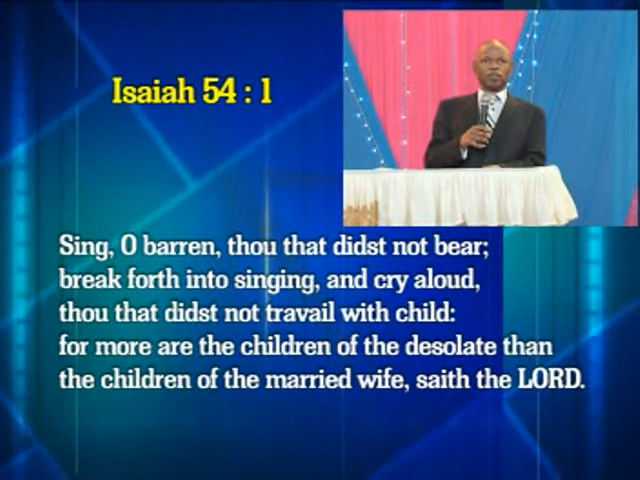 Isaiah 54 : 1
Sing, O barren, thou that didst not bear;
break forth into singing, and cry aloud,
thou that didst not travail with child:
for more are the children of the desolate than
the children of the married wife, saith the LORD.